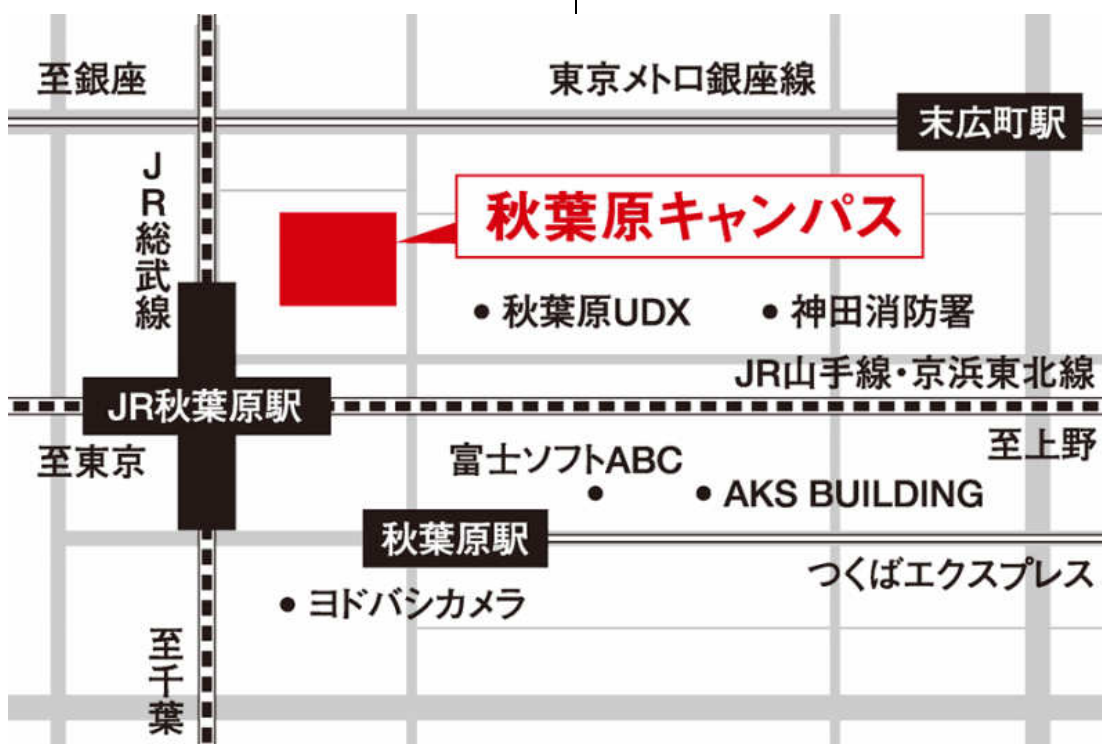 至銀座
東京メトロ銀座線
末広町駅
JR総武線
秋葉原キャンパス
秋葉原UDX
神田消防署
JR山手線・京浜東北線
JR秋葉原駅
至東京
至上野
富士ソフトABC
AKS BUILDING
秋葉原駅
つくばエクスプレス
ヨドバシカメラ
至千葉